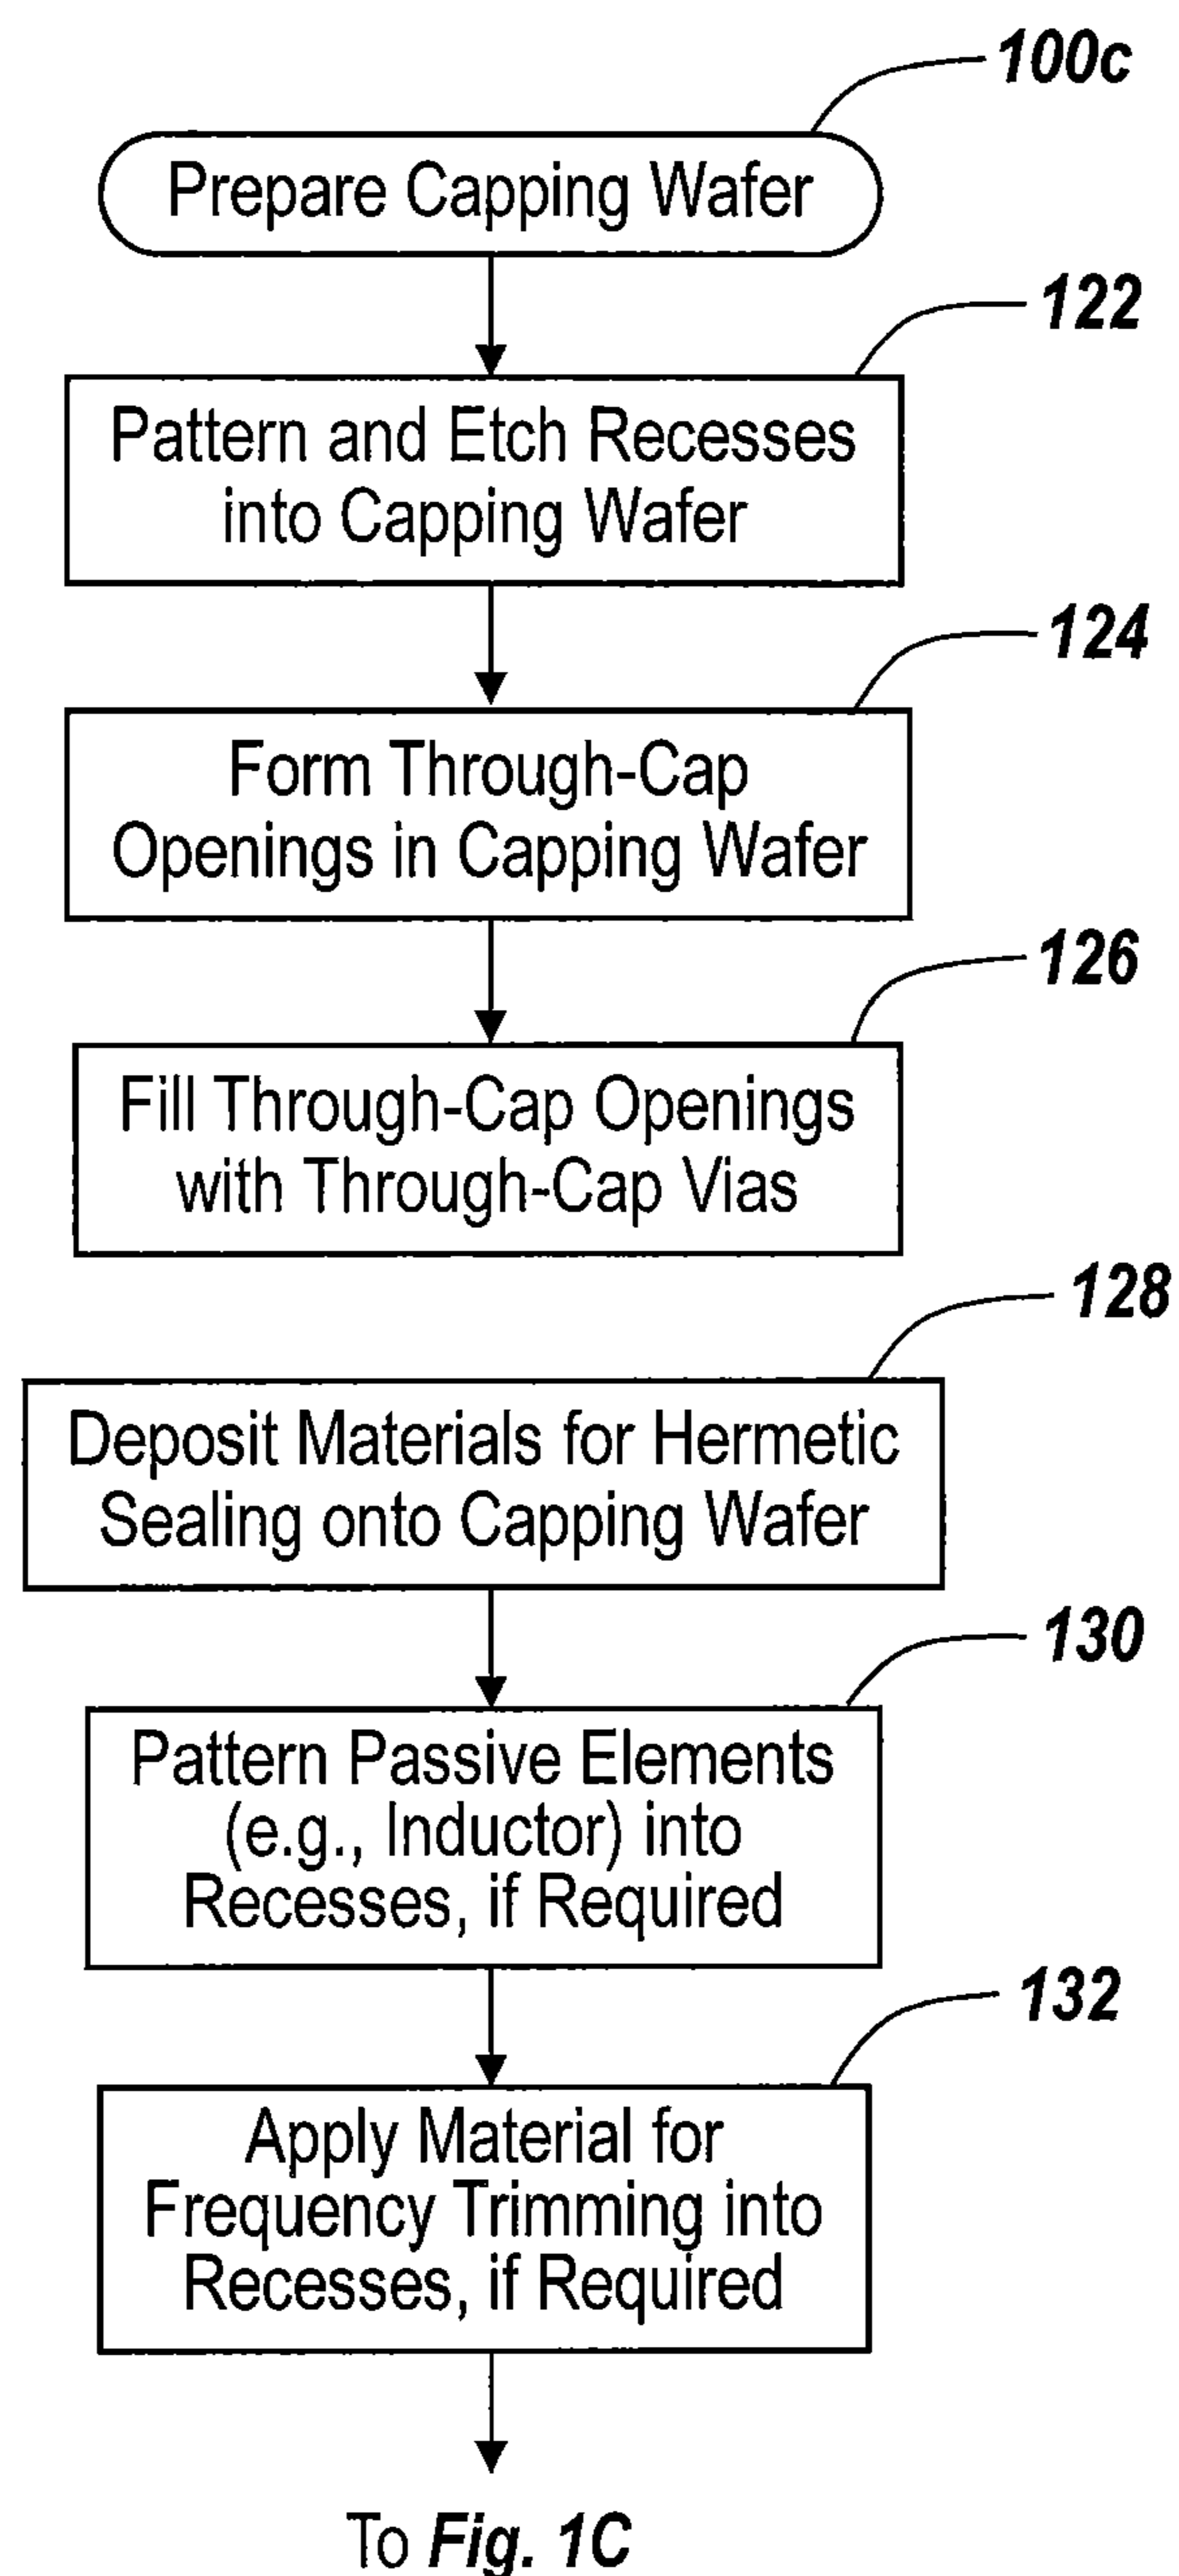 100c
Prepare Capping Wafer
122
Pattern and Etch Recesses
into Capping Wafer
124
Form Through-Cap
Openings in Capping Wafer
126
Fill Through-Cap Openings
with Through-Cap Vias
128
Deposit Materials for Hermetic
Sealing onto Capping Wafer
130
Pattern Passive Elements
(e.g., Inductor) into
Recesses, if Required
132
Apply Material for
Frequency Trimming into
Recesses, if Required
To Fig. 1C